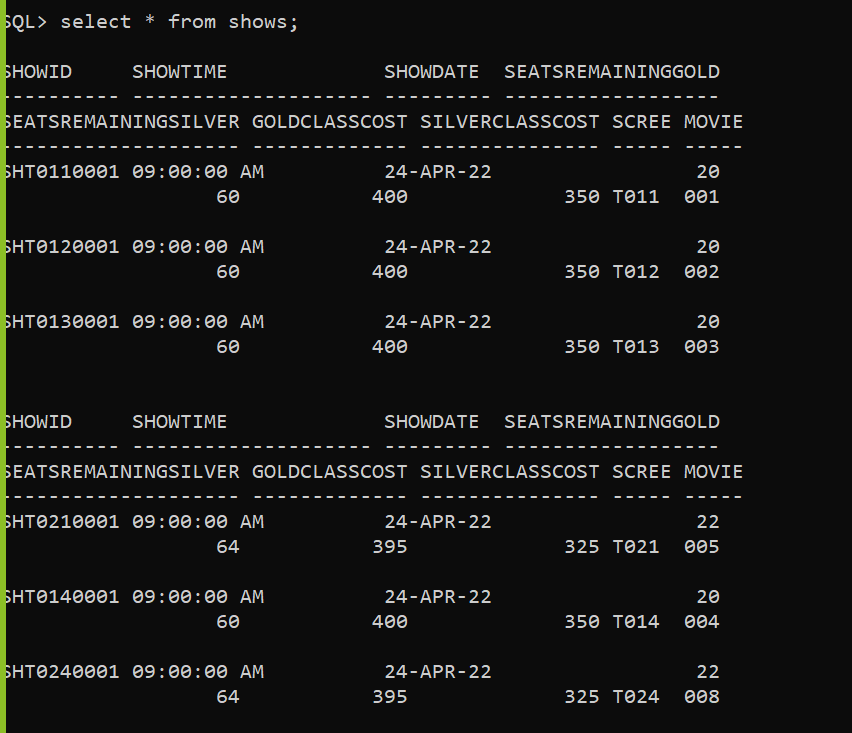 SQL> select * from shows;
SHOWID     SHOWTIME             SHOWDATE  SEATSREMAININGGOLD
---------- -------------------- --------- ------------------
SEATSREMAININGSILVER GOLDCLASSCOST SILVERCLASSCOST SCREE MOVIE
-------------------- ------------- --------------- ----- -----
SHT0110001 09:00:00 AM          24-APR-22                 20
                  60           400             350 T011  001
SHT0120001 09:00:00 AM          24-APR-22                 20
                  60           400             350 T012  002
SHT0130001 09:00:00 AM          24-APR-22                 20
                  60           400             350 T013  003
SHOWID     SHOWTIME             SHOWDATE  SEATSREMAININGGOLD
---------- -------------------- --------- ------------------
SEATSREMAININGSILVER GOLDCLASSCOST SILVERCLASSCOST SCREE MOVIE
-------------------- ------------- --------------- ----- -----
SHT0210001 09:00:00 AM          24-APR-22                 22
                  64           395             325 T021  005
SHT0140001 09:00:00 AM          24-APR-22                 20
                  60           400             350 T014  004
SHT0240001 09:00:00 AM          24-APR-22                 22
                  64           395             325 T024  008